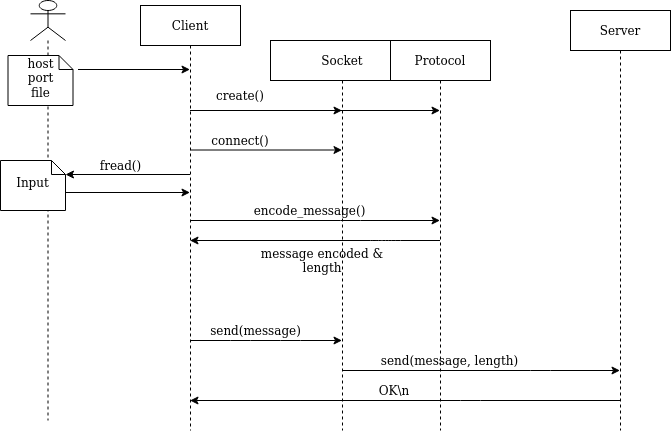 Client
Server
Socket
Protocol
host
port
file
create()
connect()
fread()
Input
encode_message()
message encoded &
length
send(message)
send(message, length)
OK\n